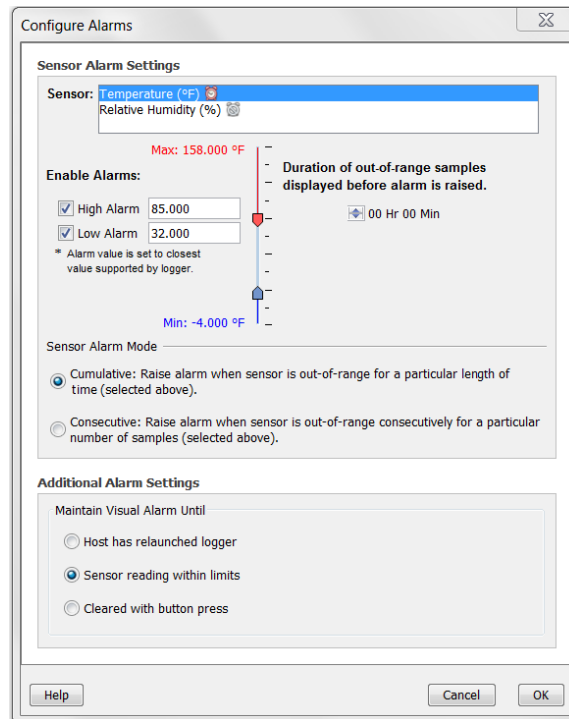 Configure Alarms
Sensor Alarm Settings
Sensor: Temperature (°F)
Relative Humidity (%)
Max: 158.000 °F
Enable Alarms:
High Alarm 85.000
Low Alarm 32.000
* Alarm value is set to closest
value supported by logger.
Min: -4.000 °F
Duration of out-of-range samples
displayed before alarm is raised.
00 Hr 00 Min
Sensor Alarm Mode
Cumulative: Raise alarm when sensor is out-of-range for a particular length of
time (selected above).
Consecutive: Raise alarm when sensor is out-of-range consecutively for a particular
number of samples (selected above).
Additional Alarm Settings
Maintain Visual Alarm Until
Host has relaunched logger
Sensor reading within limits
Cleared with button press
Help
Cancel
OK